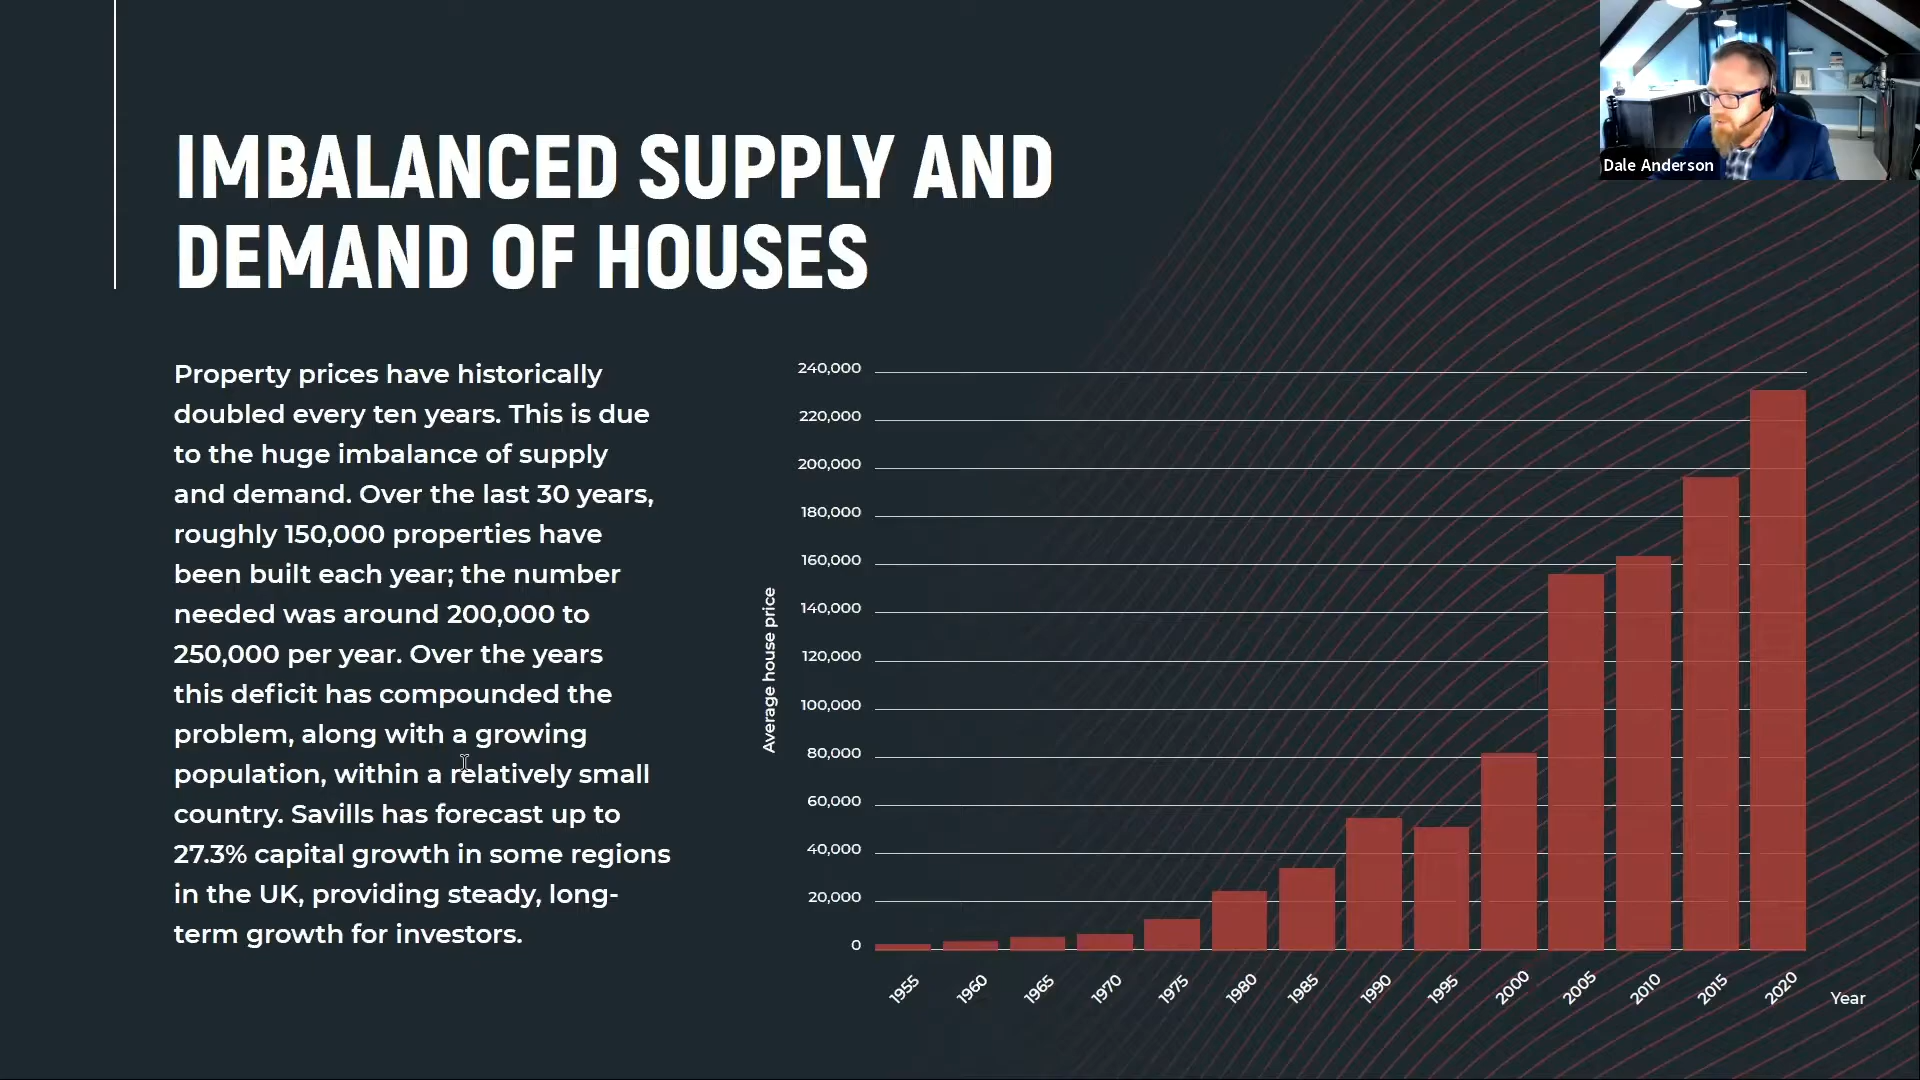 Dale Anderson
IMBALANCED SUPPLY AND
DEMAND OF HOUSES
Property prices have historically
doubled every ten years. This is due
to the huge imbalance of supply
and demand. Over the last 30 years,
roughly 150,000 properties have
been built each year; the number
needed was around 200,000 to
250,000 per year. Over the years
this deficit has compounded the
problem, along with a growing
population, within a relatively small
country. Savills has forecast up to
27.3% capital growth in some regions
in the UK, providing steady, long-
term growth for investors.
Average house price
240,000
220,000
200,000
180,000
160,000
140,000
120,000
100,000
80,000
60,000
40,000
20,000
0
1955 1960 1965 1970 1975 1980 1985 1990 1995 2000 2005 2010 2015 2020 Year